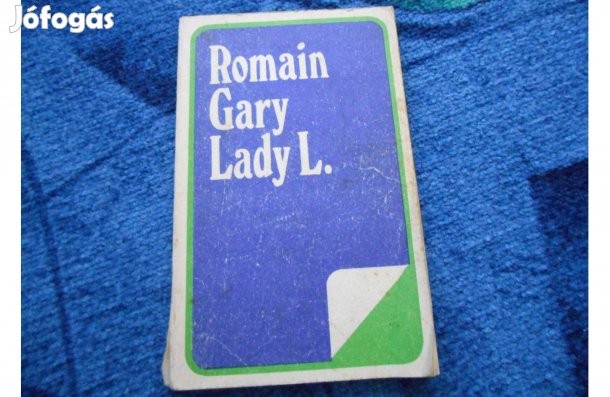 Jófogás
Romain
Gary
Lady L.